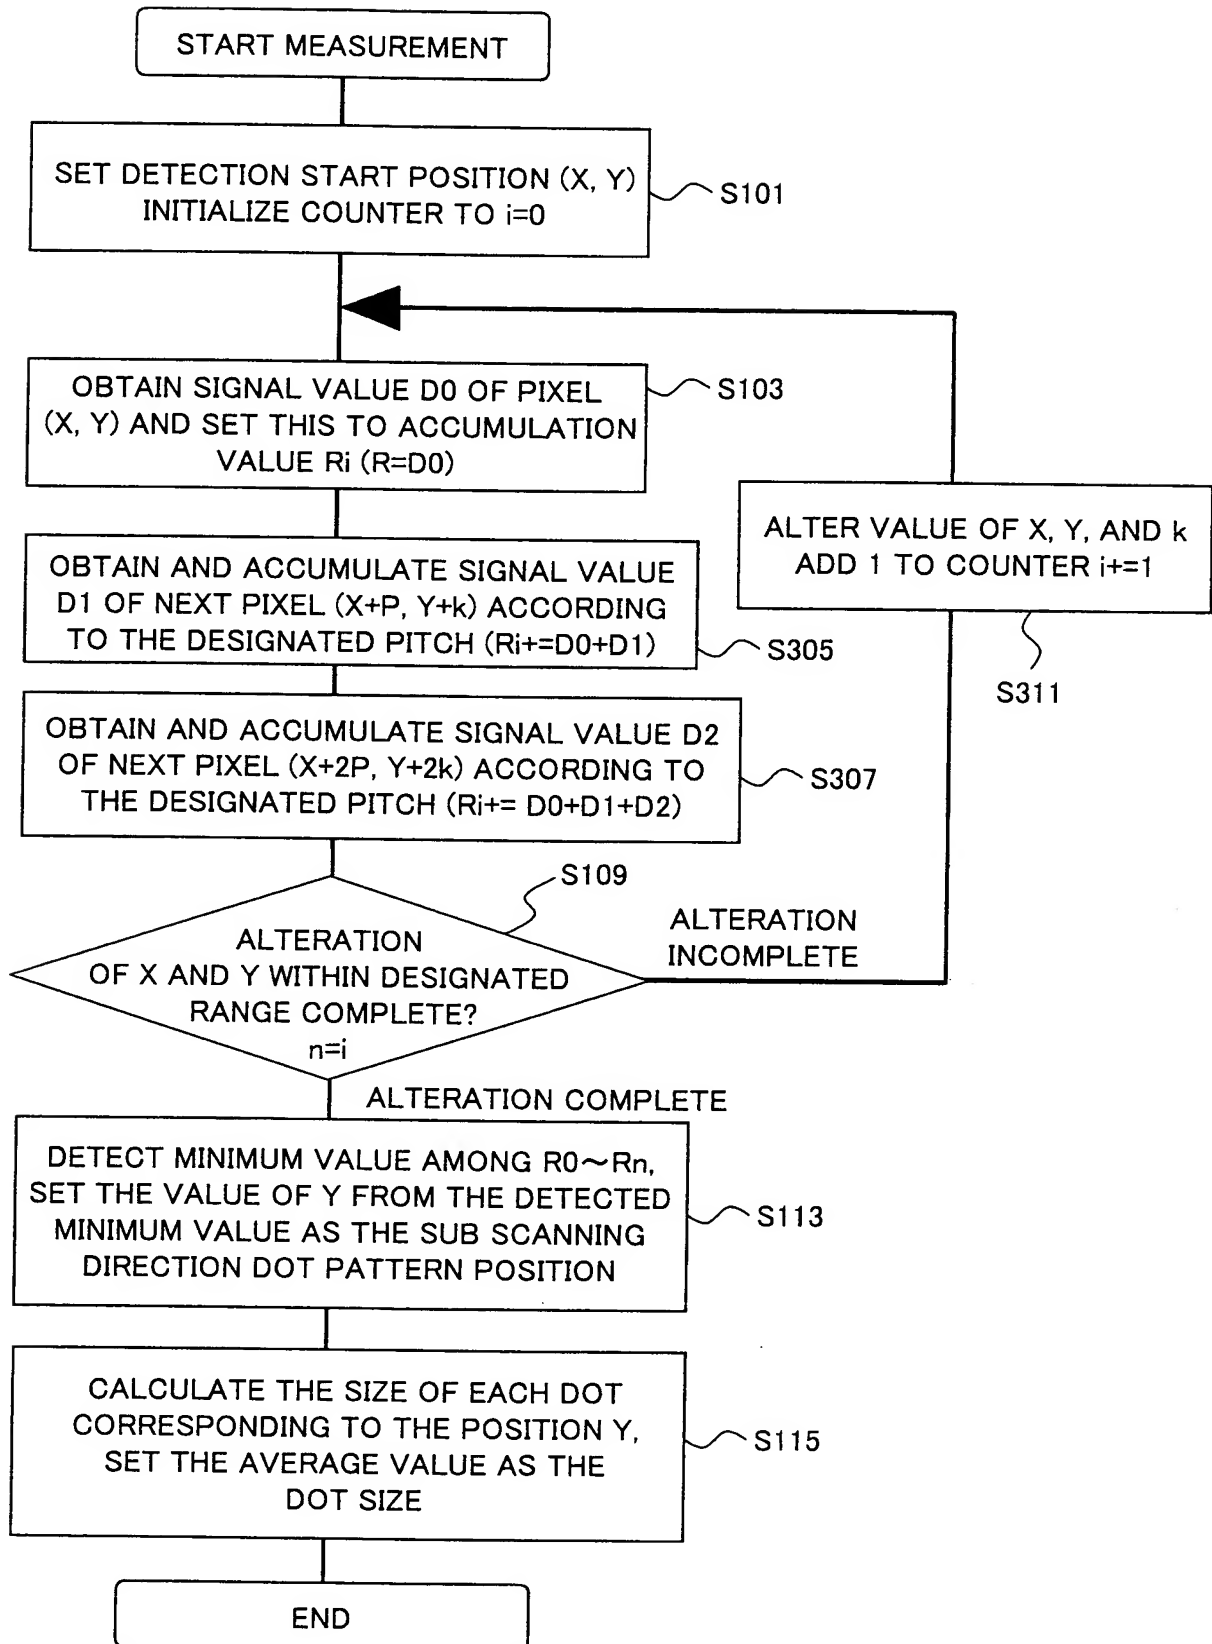 START MEASUREMENT
SET DETECTION START POSITION (X, Y)
INITIALIZE COUNTER TO i=0
S101
OBTAIN SIGNAL VALUE D0 OF PIXEL
(X, Y) AND SET THIS TO ACCUMULATION
VALUE Ri (R=D0)
S103
ALTER VALUE OF X, Y, AND k
ADD 1 TO COUNTER i+=1
S311
OBTAIN AND ACCUMULATE SIGNAL VALUE
D1 OF NEXT PIXEL (X+P, Y+k) ACCORDING
TO THE DESIGNATED PITCH (Ri+=D0+D1)
S305
OBTAIN AND ACCUMULATE SIGNAL VALUE D2
OF NEXT PIXEL (X+2P, Y+2k) ACCORDING TO
THE DESIGNATED PITCH (Ri+= D0+D1+D2)
S307
S109
ALTERATION
OF X AND Y WITHIN DESIGNATED
RANGE COMPLETE?
n=i
ALTERATION
INCOMPLETE
ALTERATION COMPLETE
DETECT MINIMUM VALUE AMONG R0~Rn,
SET THE VALUE OF Y FROM THE DETECTED
MINIMUM VALUE AS THE SUB SCANNING
DIRECTION DOT PATTERN POSITION
S113
CALCULATE THE SIZE OF EACH DOT
CORRESPONDING TO THE POSITION Y,
SET THE AVERAGE VALUE AS THE
DOT SIZE
S115
END